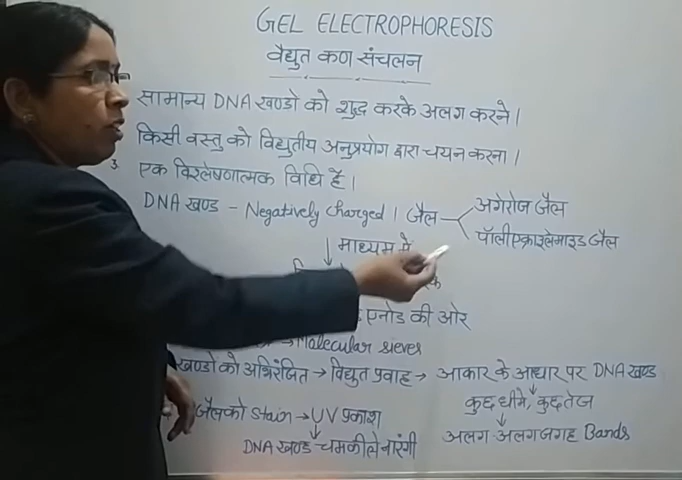 GEL ELECTROPHORESIS
वैद्युत कण संचलन
सामान्य DNA खण्डो को शुद्ध करके अलग करने।
किसी वस्तु को विद्युतीय अनुप्रयोग द्वारा चयन करना।
3. एक विश्लेषणात्मक विधि है।
DNA खण्ड - Negatively Charged। जैल
अगेरोज जैल
पॉलीएक्राइलेमाइड जैल
↓ माध्यम मे
एनोड की ओर
→ Molecular sieves
खण्डो को अभिरंजित → विद्युत प्रवाह → आकार के आधार पर DNA खण्ड
कुछ धीमे, कुछ तेज
जैल को Stain → UV प्रकाश
DNA खण्ड चमकीले नारंगी
अलग-अलग जगह Bands